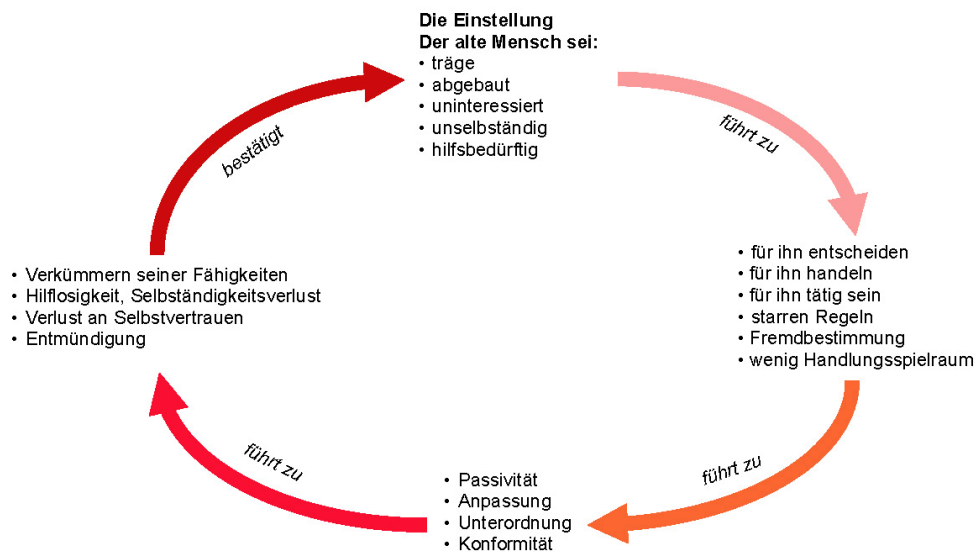 Die Einstellung
Der alte Mensch sei:
• träge
• abgebaut
• uninteressiert
• unselbständig
• hilfsbedürftig
führt zu
• für ihn entscheiden
• für ihn handeln
• für ihn tätig sein
• starren Regeln
• Fremdbestimmung
• wenig Handlungsspielraum
führt zu
• Passivität
• Anpassung
• Unterordnung
• Konformität
führt zu
• Verkümmern seiner Fähigkeiten
• Hilflosigkeit, Selbständigkeitsverlust
• Verlust an Selbstvertrauen
• Entmündigung
bestätigt